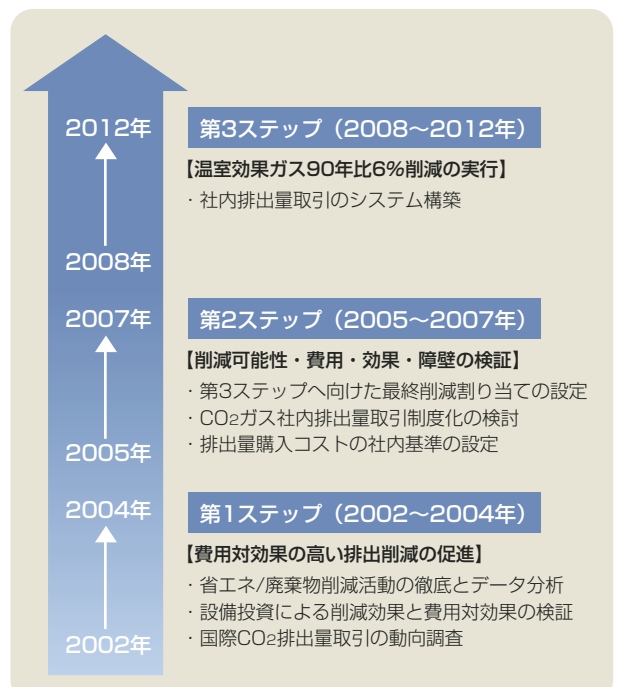 2012年
第3ステップ（2008～2012年）
【温室効果ガス90年比6%削減の実行】
・社内排出量取引のシステム構築
2008年
2007年
第2ステップ（2005～2007年）
【削減可能性・費用・効果・障壁の検証】
・第3ステップへ向けた最終削減割り当ての設定
・CO2ガス社内排出量取引制度化の検討
・排出量購入コストの社内基準の設定
2005年
2004年
第1ステップ（2002～2004年）
【費用対効果の高い排出削減の促進】
・省エネ/廃棄物削減活動の徹底とデータ分析
・設備投資による削減効果と費用対効果の検証
・国際CO2排出量取引の動向調査
2002年